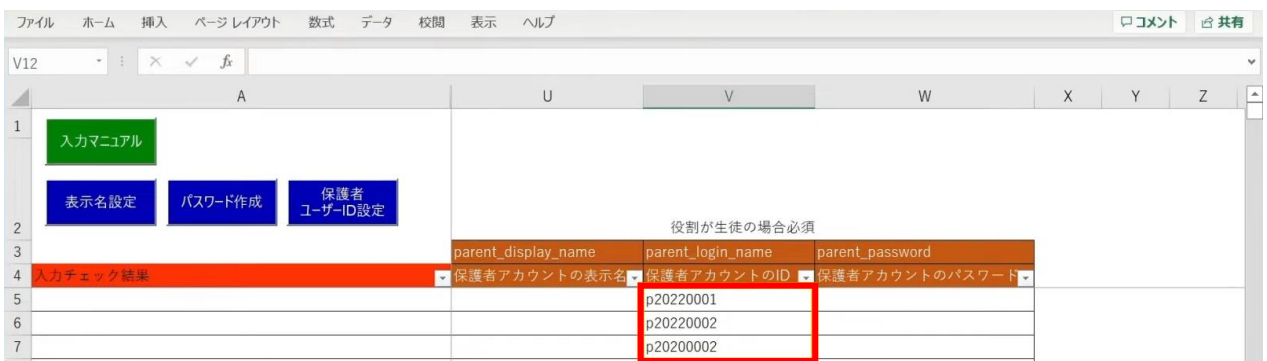 ファイル ホーム 挿入 ページ レイアウト 数式 データ 校閲 表示 ヘルプ コメント 共有
V12 fx
A U V W X Y Z
1
入力マニュアル
表示名設定 パスワード作成 保護者
ユーザーID設定
2 役割が生徒の場合必須
3 parent_display_name parent_login_name parent_password
4 入力チェック結果 保護者アカウントの表示名 保護者アカウントのID 保護者アカウントのパスワード
5 p20220001
6 p20220002
7 p20200002